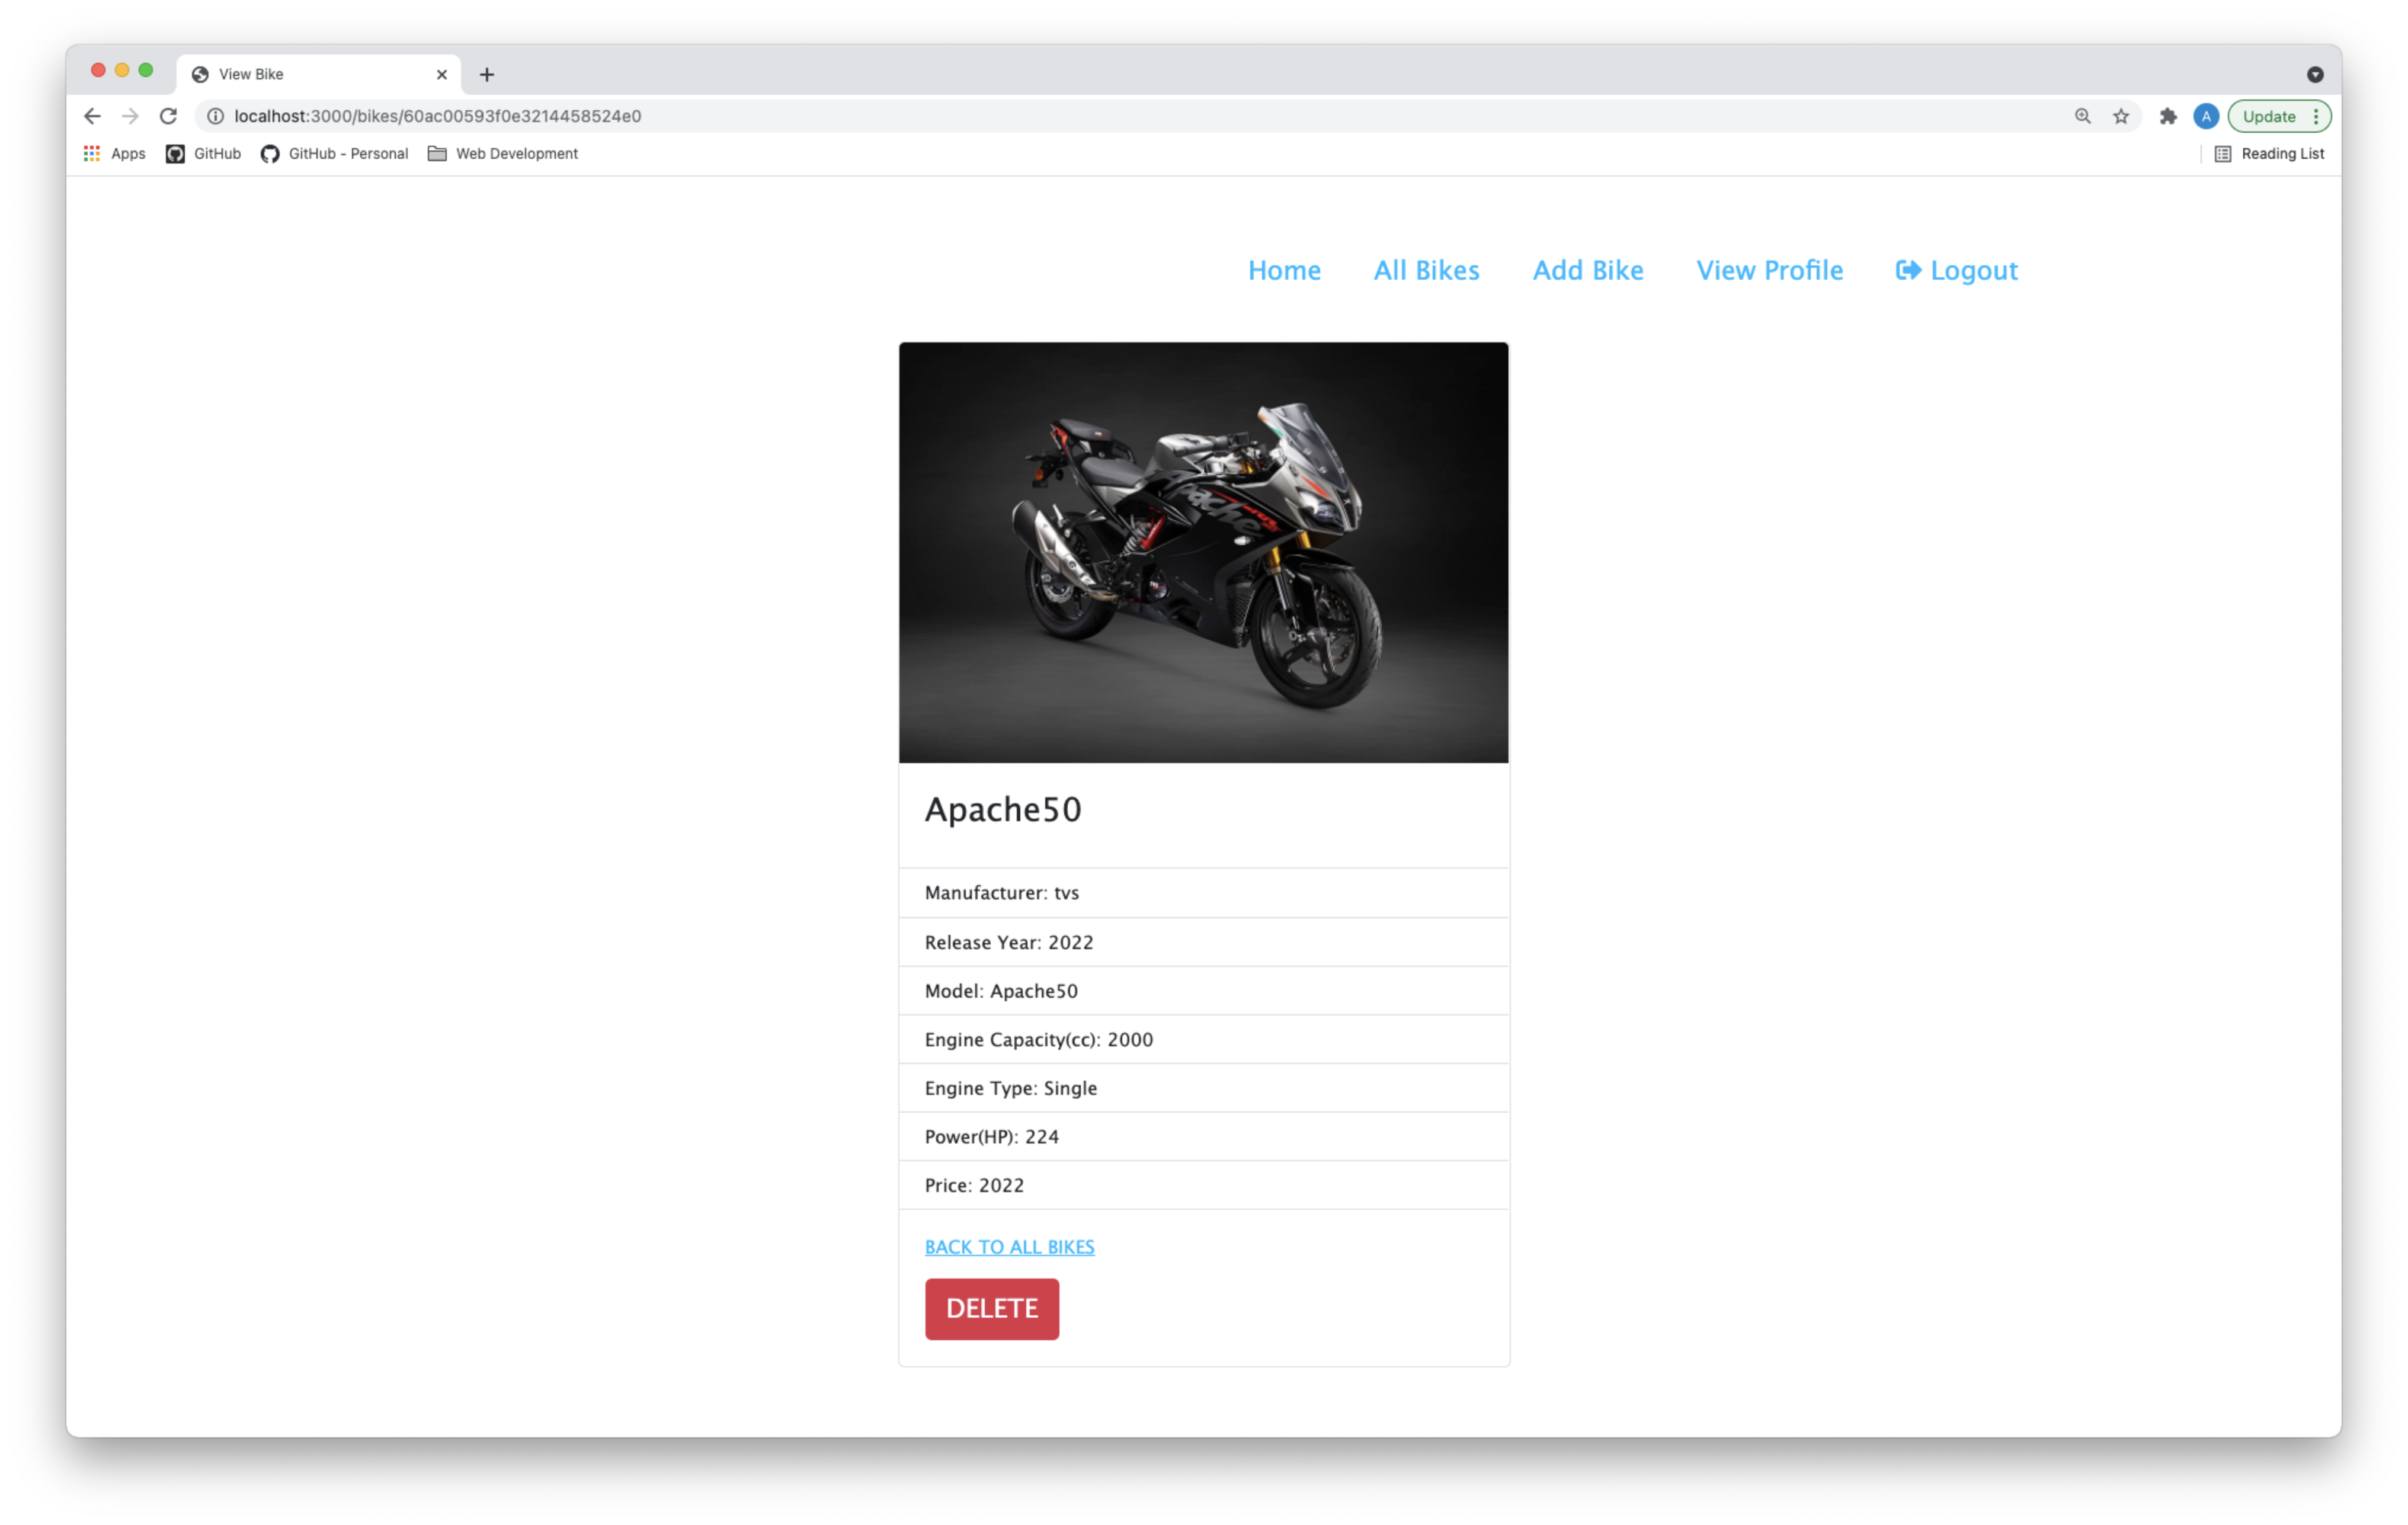 View Bike
localhost:3000/bikes/60ac00593f0e3214458524e0
A
Update
Apps
GitHub
GitHub - Personal
Web Development
Reading List
Home
All Bikes
Add Bike
View Profile
Logout
Apache
Apache50
Manufacturer: tvs
Release Year: 2022
Model: Apache50
Engine Capacity(cc): 2000
Engine Type: Single
Power(HP): 224
Price: 2022
BACK TO ALL BIKES
DELETE